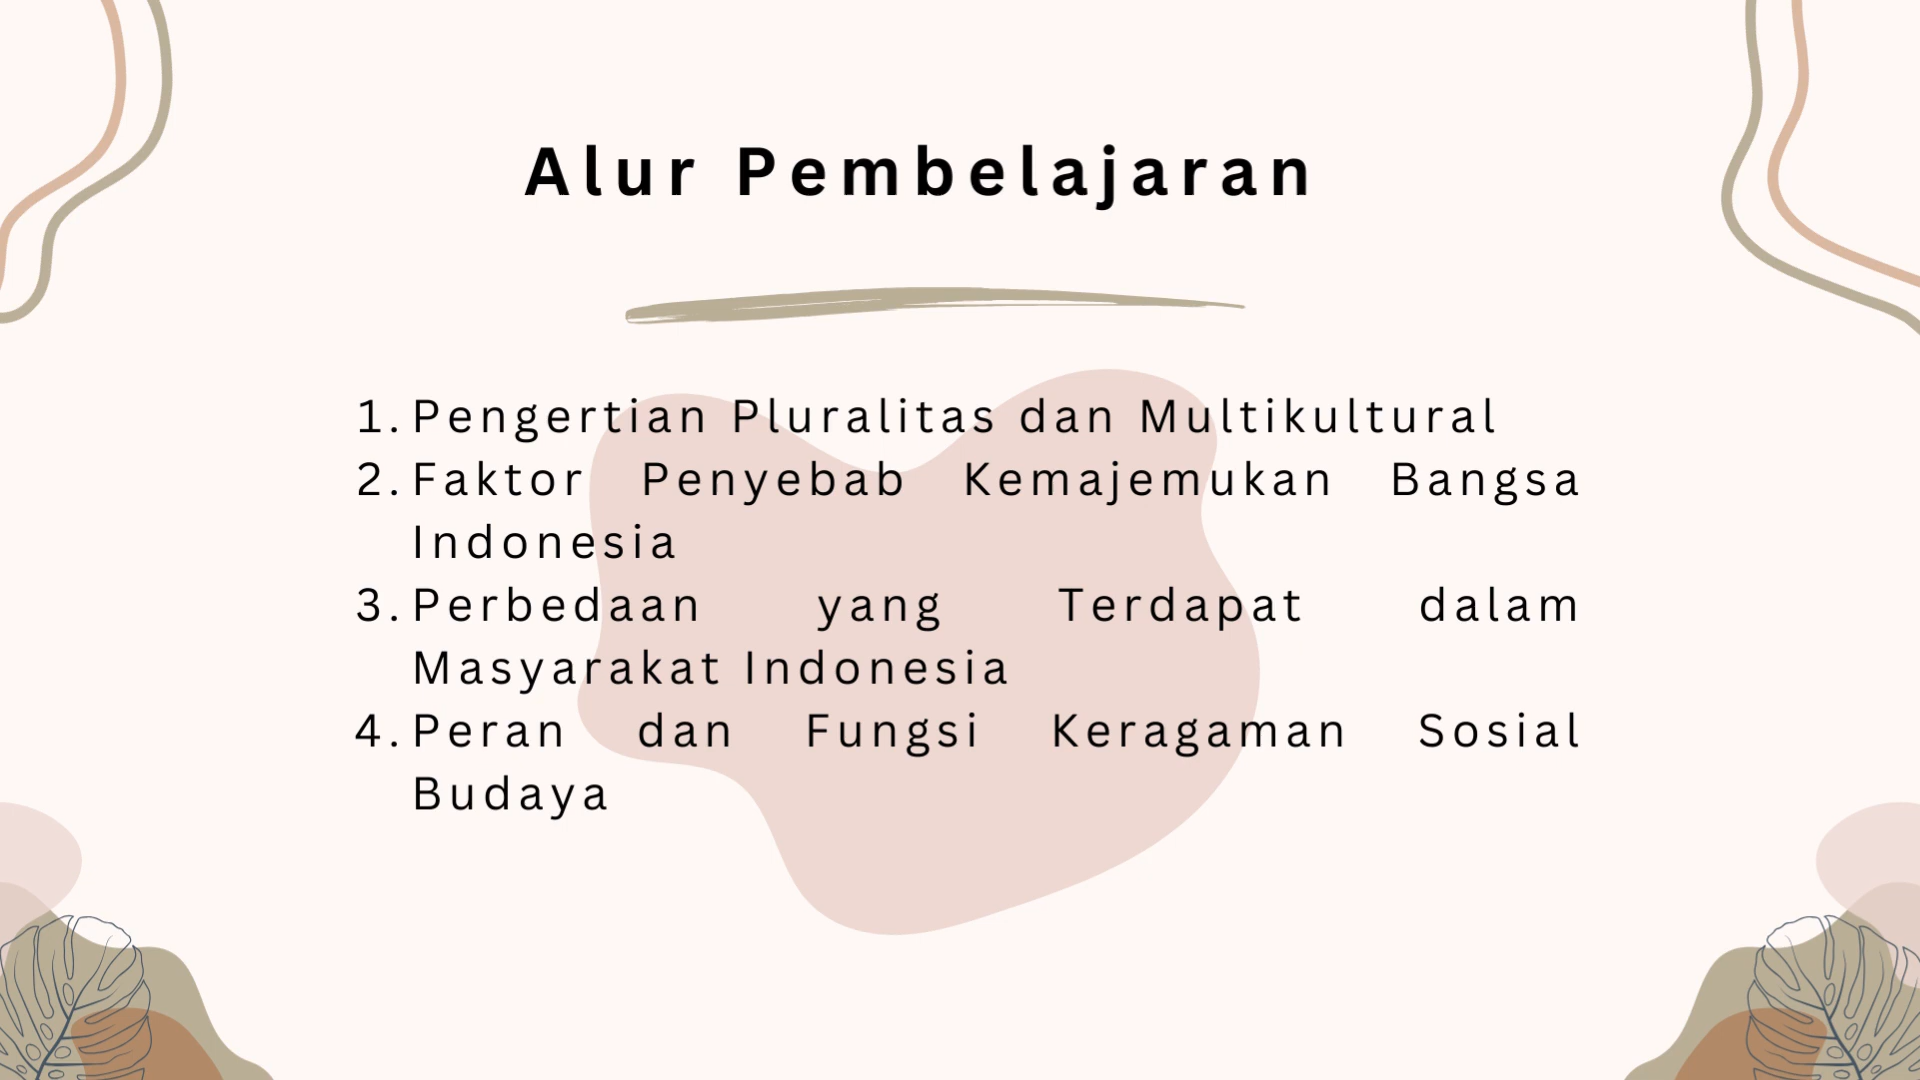 Alur Pembelajaran
1. Pengertian Pluralitas dan Multikultural
2. Faktor Penyebab Kemajemukan Bangsa
Indonesia
3. Perbedaan yang Terdapat dalam
Masyarakat Indonesia
4. Peran dan Fungsi Keragaman Sosial
Budaya